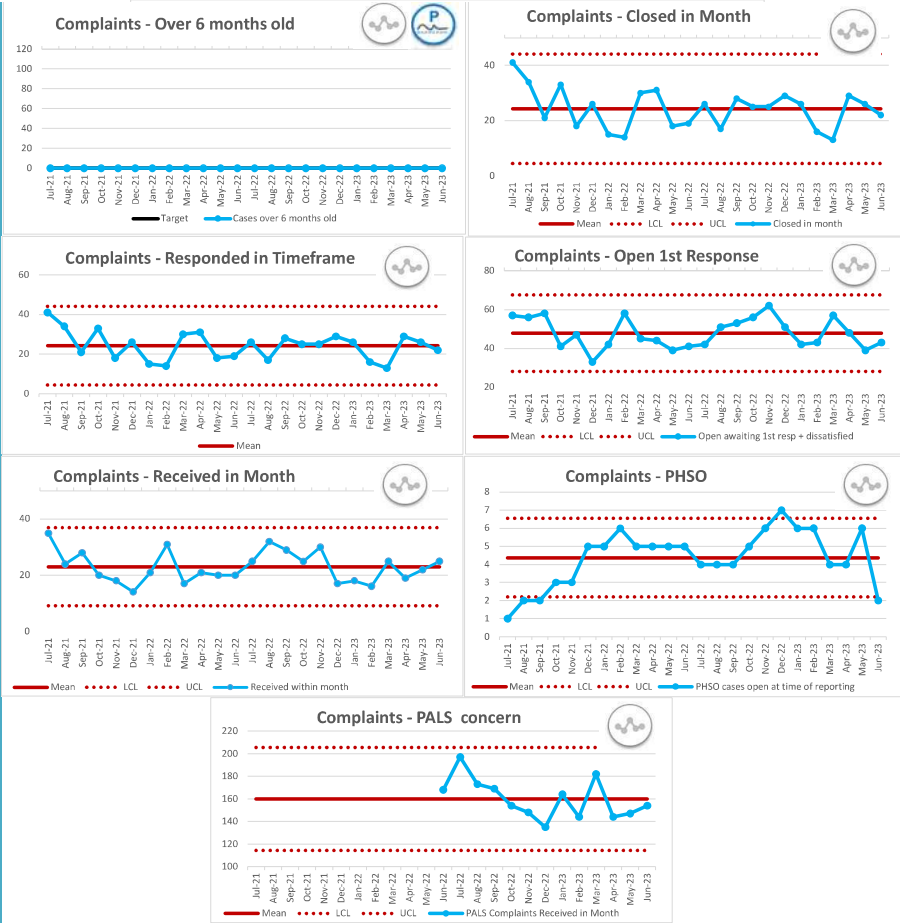 Complaints - Over 6 months old
P
120
100
80
60
40
20
0
Jul-21 Aug-21 Sep-21 Oct-21 Nov-21 Dec-21 Jan-22 Feb-22 Mar-22 Apr-22 May-22 Jun-22 Jul-22 Aug-22 Sep-22 Oct-22 Nov-22 Dec-22 Jan-23 Feb-23 Mar-23 Apr-23 May-23 Jun-23
Target Cases over 6 months old
Complaints - Closed in Month
40
20
0
Jul-21 Aug-21 Sep-21 Oct-21 Nov-21 Dec-21 Jan-22 Feb-22 Mar-22 Apr-22 May-22 Jun-22 Jul-22 Aug-22 Sep-22 Oct-22 Nov-22 Dec-22 Jan-23 Feb-23 Mar-23 Apr-23 May-23 Jun-23
Mean LCL UCL Closed in month
Complaints - Responded in Timeframe
60
40
20
0
Jul-21 Aug-21 Sep-21 Oct-21 Nov-21 Dec-21 Jan-22 Feb-22 Mar-22 Apr-22 May-22 Jun-22 Jul-22 Aug-22 Sep-22 Oct-22 Nov-22 Dec-22 Jan-23 Feb-23 Mar-23 Apr-23 May-23 Jun-23
Mean
Complaints - Open 1st Response
80
60
40
20
Jul-21 Aug-21 Sep-21 Oct-21 Nov-21 Dec-21 Jan-22 Feb-22 Mar-22 Apr-22 May-22 Jun-22 Jul-22 Aug-22 Sep-22 Oct-22 Nov-22 Dec-22 Jan-23 Feb-23 Mar-23 Apr-23 May-23 Jun-23
Mean LCL UCL Open awaiting 1st resp + dissatisfied
Complaints - Received in Month
40
20
0
Jul-21 Aug-21 Sep-21 Oct-21 Nov-21 Dec-21 Jan-22 Feb-22 Mar-22 Apr-22 May-22 Jun-22 Jul-22 Aug-22 Sep-22 Oct-22 Nov-22 Dec-22 Jan-23 Feb-23 Mar-23 Apr-23 May-23 Jun-23
Mean LCL UCL Received within month
Complaints - PHSO
8
7
6
5
4
3
2
1
0
Jul-21 Aug-21 Sep-21 Oct-21 Nov-21 Dec-21 Jan-22 Feb-22 Mar-22 Apr-22 May-22 Jun-22 Jul-22 Aug-22 Sep-22 Oct-22 Nov-22 Dec-22 Jan-23 Feb-23 Mar-23 Apr-23 May-23 Jun-23
Mean LCL UCL PHSO cases open at time of reporting
Complaints - PALS concern
220
200
180
160
140
120
100
Jul-21 Aug-21 Sep-21 Oct-21 Nov-21 Dec-21 Jan-22 Feb-22 Mar-22 Apr-22 May-22 Jun-22 Jul-22 Aug-22 Sep-22 Oct-22 Nov-22 Dec-22 Jan-23 Feb-23 Mar-23 Apr-23 May-23 Jun-23
Mean LCL UCL PALS Complaints Received in Month